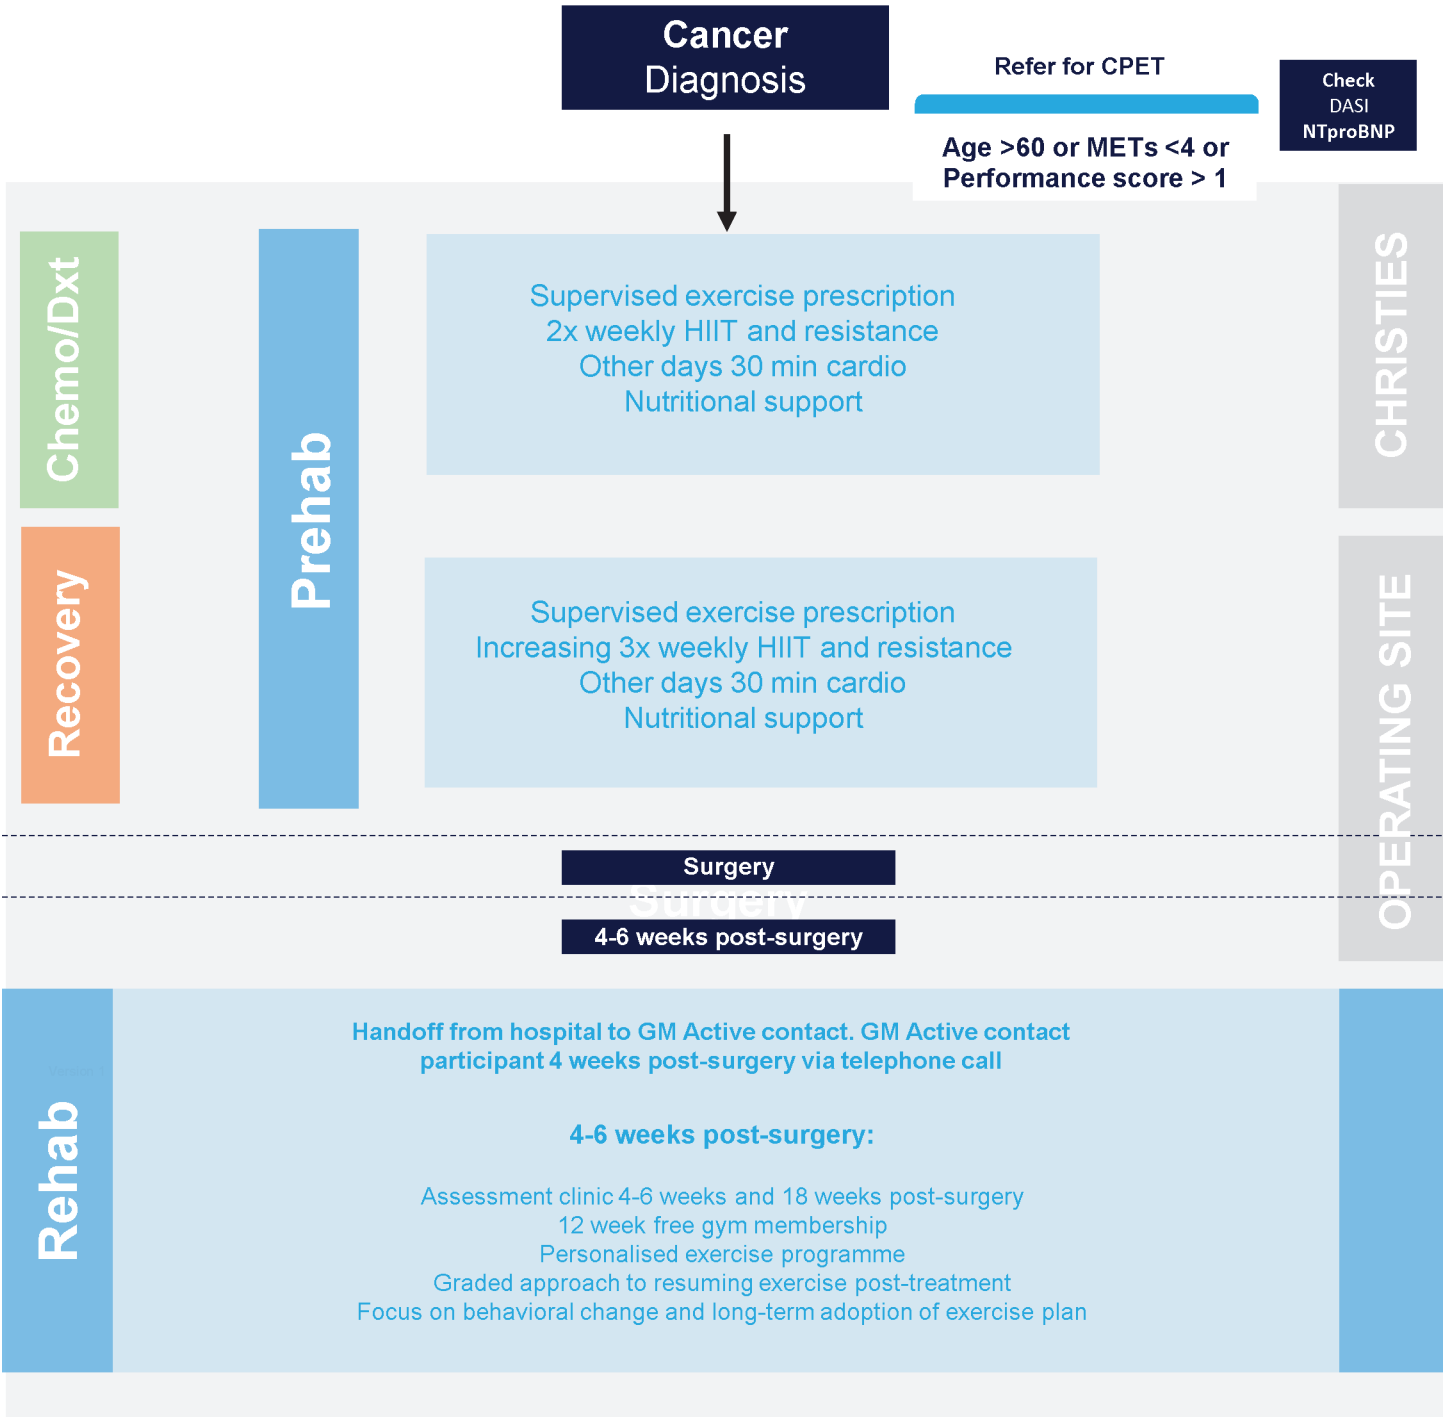 Cancer
Diagnosis
Refer for CPET
Age >60 or METs <4 or
Performance score > 1
Check
DASI
NTproBNP
Chemo/Dxt
Prehab
Supervised exercise prescription
2x weekly HIIT and resistance
Other days 30 min cardio
Nutritional support
CHRISTIES
Recovery
Supervised exercise prescription
Increasing 3x weekly HIIT and resistance
Other days 30 min cardio
Nutritional support
OPERATING SITE
Surgery
Surgery
4-6 weeks post-surgery
Rehab
Handoff from hospital to GM Active contact. GM Active contact
participant 4 weeks post-surgery via telephone call
4-6 weeks post-surgery:
Assessment clinic 4-6 weeks and 18 weeks post-surgery
12 week free gym membership
Personalised exercise programme
Graded approach to resuming exercise post-treatment
Focus on behavioral change and long-term adoption of exercise plan